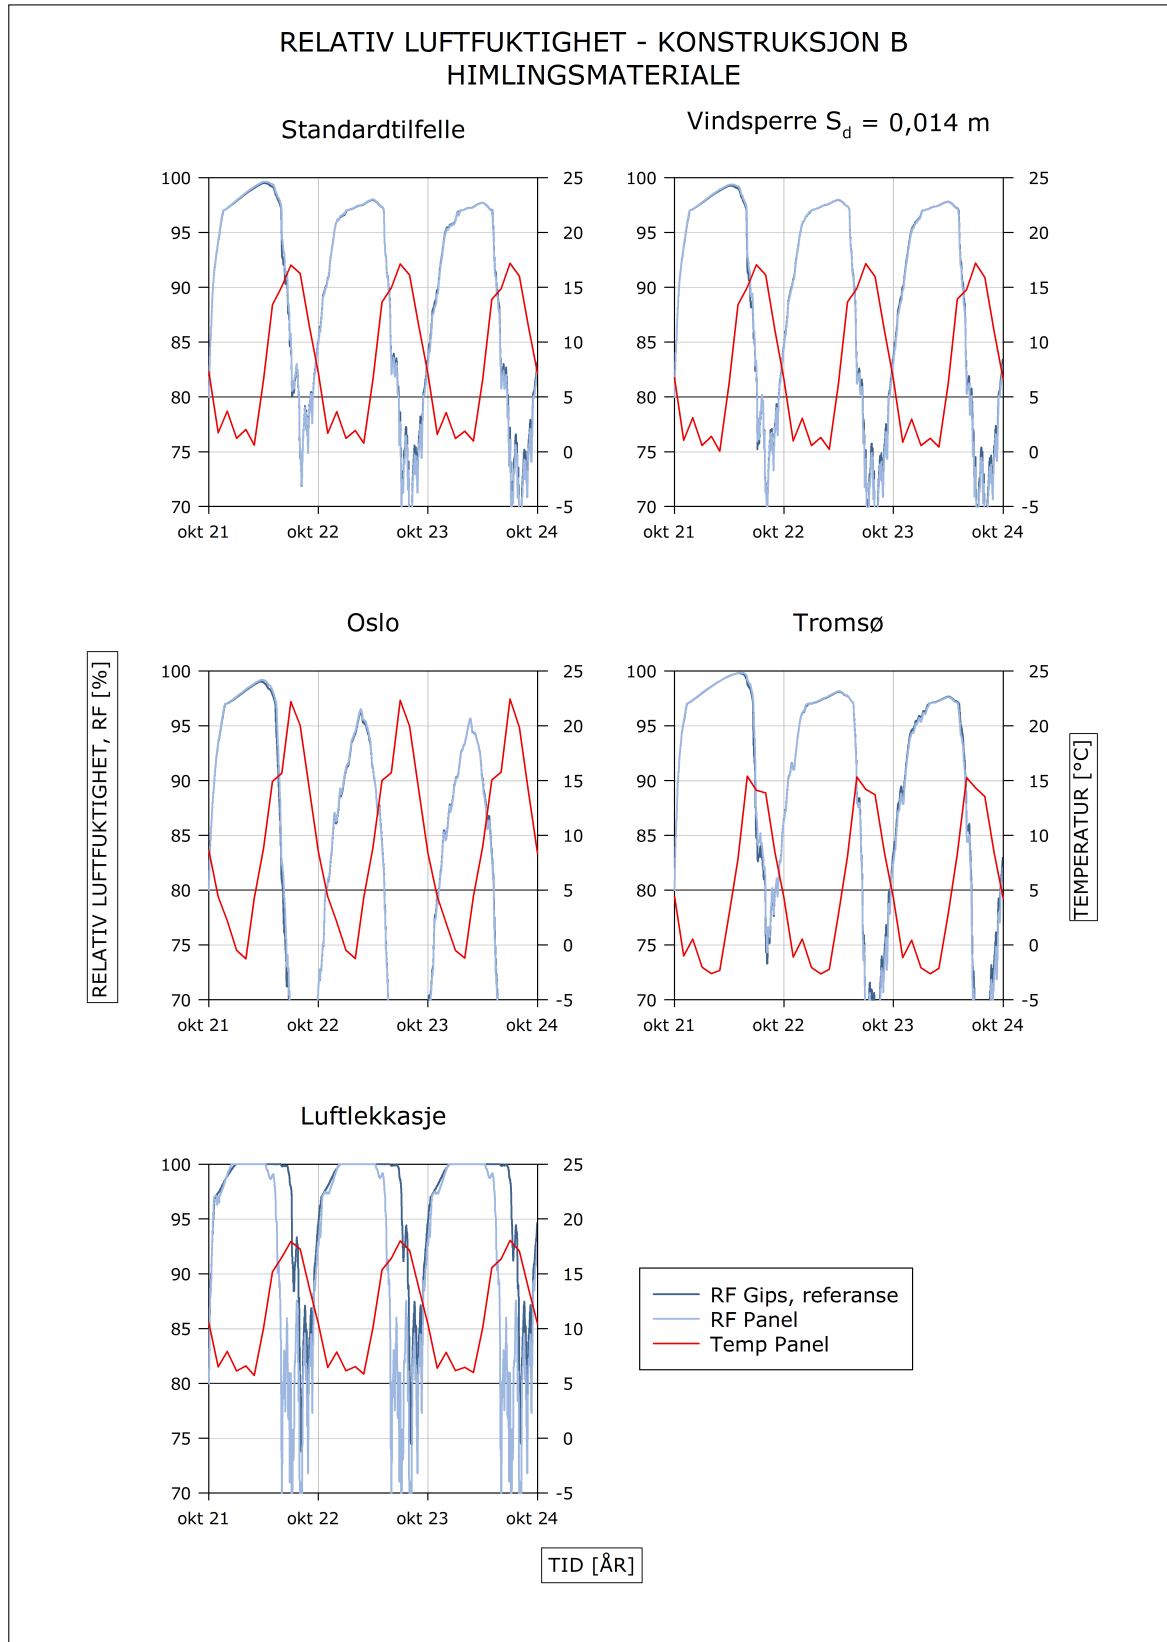 RELATIV LUFTFUKTIGHET - KONSTRUKSJON B
HIMLINGSMATERIALE
Standardtilfelle
100
95
90
85
80
75
70
25
20
15
10
5
0
-5
okt 21
okt 22
okt 23
okt 24
Vindsperre Sd = 0,014 m
100
95
90
85
80
75
70
25
20
15
10
5
0
-5
okt 21
okt 22
okt 23
okt 24
RELATIV LUFTFUKTIGHET, RF [%]
Oslo
100
95
90
85
80
75
70
25
20
15
10
5
0
-5
okt 21
okt 22
okt 23
okt 24
Tromsø
100
95
90
85
80
75
70
25
20
15
10
5
0
-5
okt 21
okt 22
okt 23
okt 24
TEMPERATUR [°C]
Luftlekkasje
100
95
90
85
80
75
70
25
20
15
10
5
0
-5
okt 21
okt 22
okt 23
okt 24
RF Gips, referanse
RF Panel
Temp Panel
TID [ÅR]